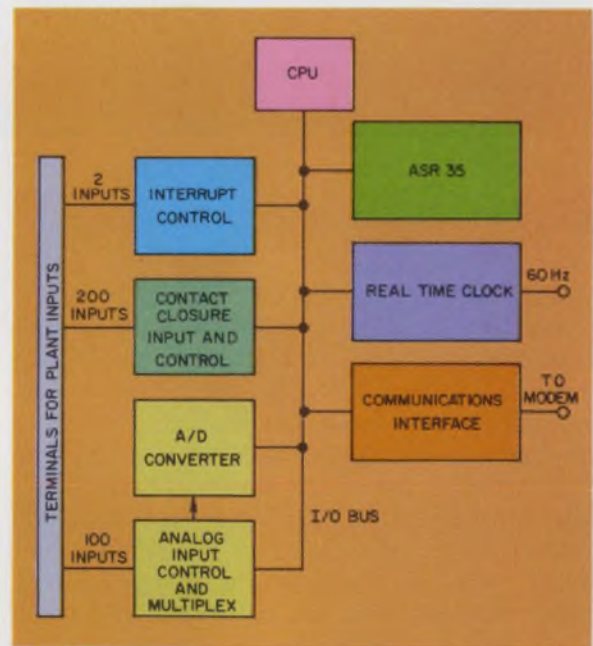 CPU
ASR 35
2
INPUTS
INTERRUPT
CONTROL
REAL TIME CLOCK
60 Hz
200
INPUTS
CONTACT
CLOSURE
INPUT AND
CONTROL
COMMUNICATIONS
INTERFACE
TO
MODEM
A/D
CONVERTER
I/O BUS
100
INPUTS
ANALOG
INPUT
CONTROL
AND
MULTIPLEX
TERMINALS FOR PLANT INPUTS